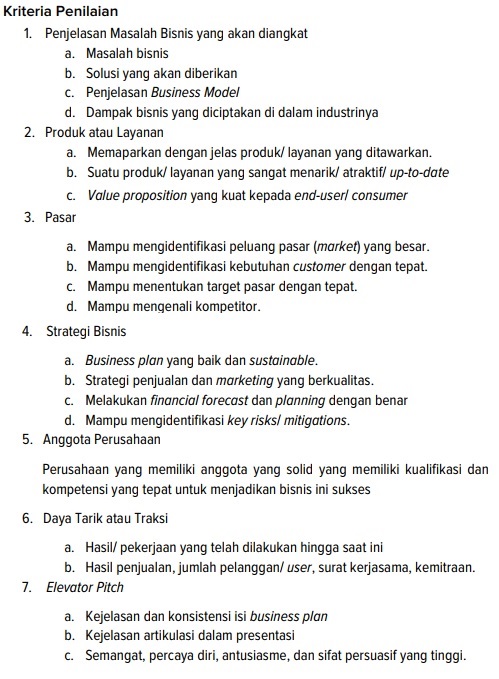 Kriteria Penilaian
1. Penjelasan Masalah Bisnis yang akan diangkat
a. Masalah bisnis
b. Solusi yang akan diberikan
c. Penjelasan Business Model
d. Dampak bisnis yang diciptakan di dalam industrinya
2. Produk atau Layanan
a. Memaparkan dengan jelas produk/ layanan yang ditawarkan.
b. Suatu produk/ layanan yang sangat menarik/ atraktif/ up-to-date
c. Value proposition yang kuat kepada end-user/ consumer
3. Pasar
a. Mampu mengidentifikasi peluang pasar (market) yang besar.
b. Mampu mengidentifikasi kebutuhan customer dengan tepat.
c. Mampu menentukan target pasar dengan tepat.
d. Mampu mengenali kompetitor.
4. Strategi Bisnis
a. Business plan yang baik dan sustainable.
b. Strategi penjualan dan marketing yang berkualitas.
c. Melakukan financial forecast dan planning dengan benar
d. Mampu mengidentifikasi key risks/ mitigations.
5. Anggota Perusahaan
Perusahaan yang memiliki anggota yang solid yang memiliki kualifikasi dan
kompetensi yang tepat untuk menjadikan bisnis ini sukses
6. Daya Tarik atau Traksi
a. Hasil/ pekerjaan yang telah dilakukan hingga saat ini
b. Hasil penjualan, jumlah pelanggan/ user, surat kerjasama, kemitraan.
7. Elevator Pitch
a. Kejelasan dan konsistensi isi business plan
b. Kejelasan artikulasi dalam presentasi
c. Semangat, percaya diri, antusiasme, dan sifat persuasif yang tinggi.